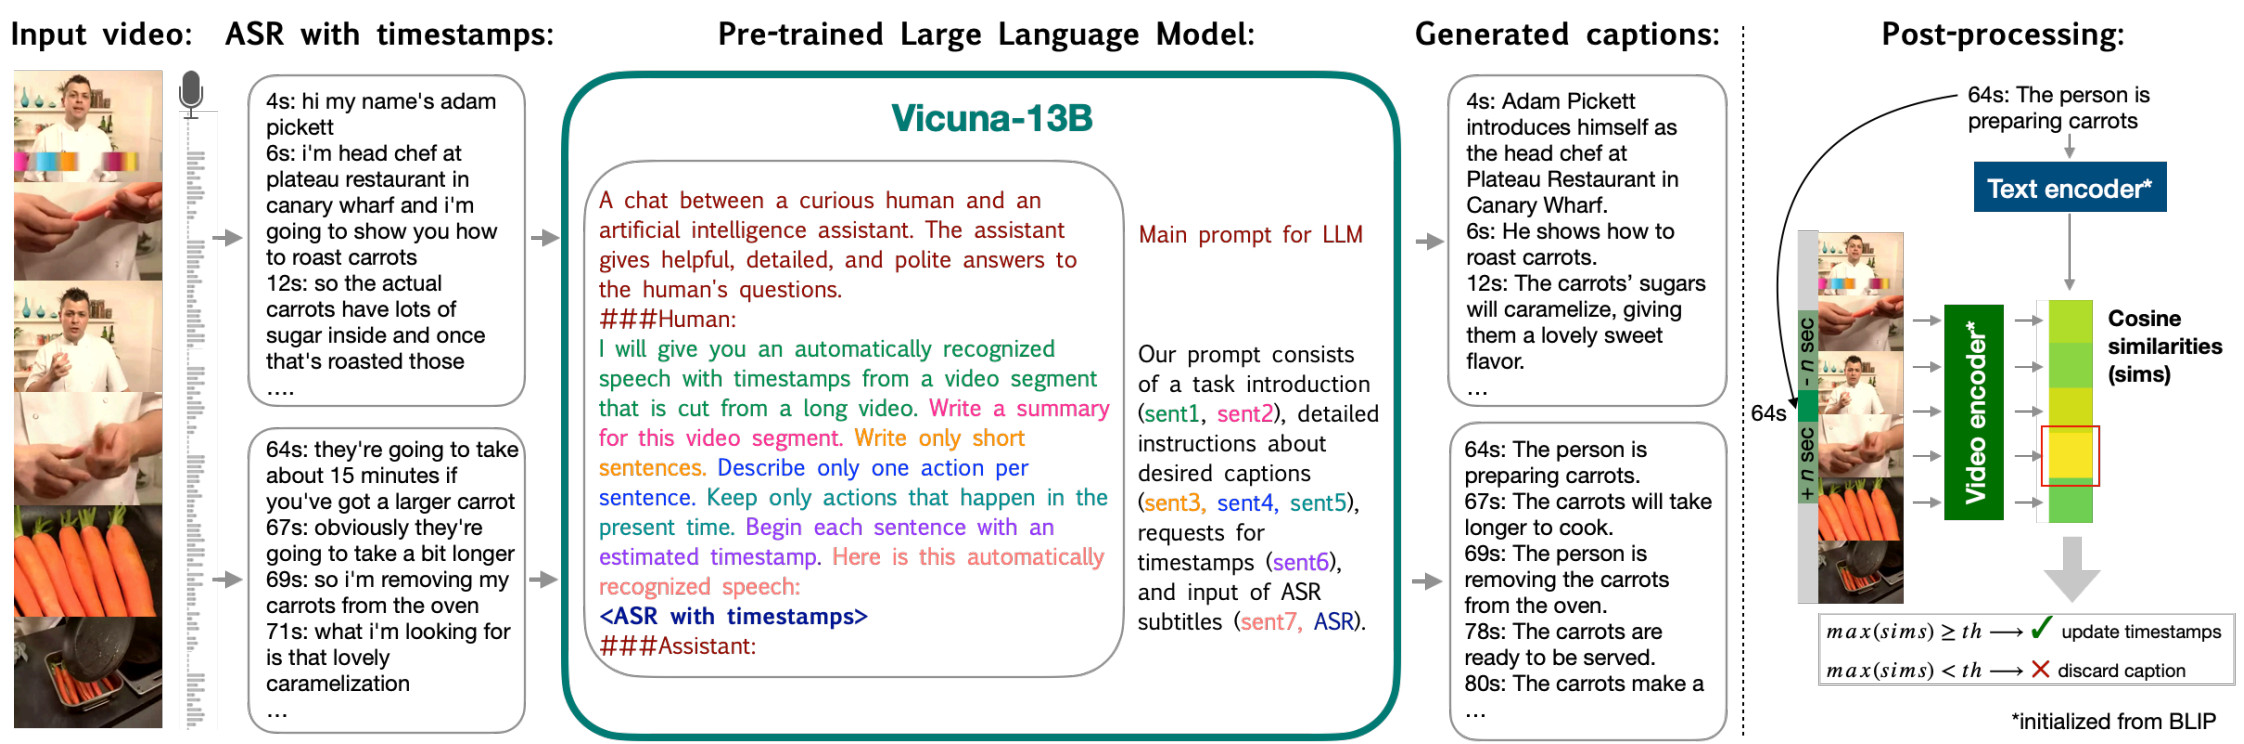 Input video:
ASR with timestamps:
Pre-trained Large Language Model:
Generated captions:
Post-processing:
4s: hi my name's adam
pickett
6s: i'm head chef at
plateau restaurant in
canary wharf and i'm
going to show you how
to roast carrots
12s: so the actual
carrots have lots of
sugar inside and once
that's roasted those
....
64s: they're going to take
about 15 minutes if
you've got a larger carrot
67s: obviously they're
going to take a bit longer
69s: so i'm removing my
carrots from the oven
71s: what i'm looking for
is that lovely
caramelization
...
Vicuna-13B
A chat between a curious human and an
artificial intelligence assistant. The assistant
gives helpful, detailed, and polite answers to
the human's questions.
###Human:
I will give you an automatically recognized
speech with timestamps from a video segment
that is cut from a long video. Write a summary
for this video segment. Write only short
sentences. Describe only one action per
sentence. Keep only actions that happen in the
present time. Begin each sentence with an
estimated timestamp. Here is this automatically
recognized speech:
<ASR with timestamps>
###Assistant:
Main prompt for LLM
Our prompt consists
of a task introduction
(sent1, sent2), detailed
instructions about
desired captions
(sent3, sent4, sent5),
requests for
timestamps (sent6),
and input of ASR
subtitles (sent7, ASR).
4s: Adam Pickett
introduces himself as
the head chef at
Plateau Restaurant in
Canary Wharf.
6s: He shows how to
roast carrots.
12s: The carrots’ sugars
will caramelize, giving
them a lovely sweet
flavor.
...
64s: The person is
preparing carrots.
67s: The carrots will take
longer to cook.
69s: The person is
removing the carrots
from the oven.
78s: The carrots are
ready to be served.
80s: The carrots make a
...
64s: The person is
preparing carrots
Text encoder*
- n sec
64s
+ n sec
Video encoder*
Cosine
similarities
(sims)
max(sims) ≥ th ⟶ ✓ update timestamps
max(sims) < th ⟶ ✕ discard caption
*initialized from BLIP